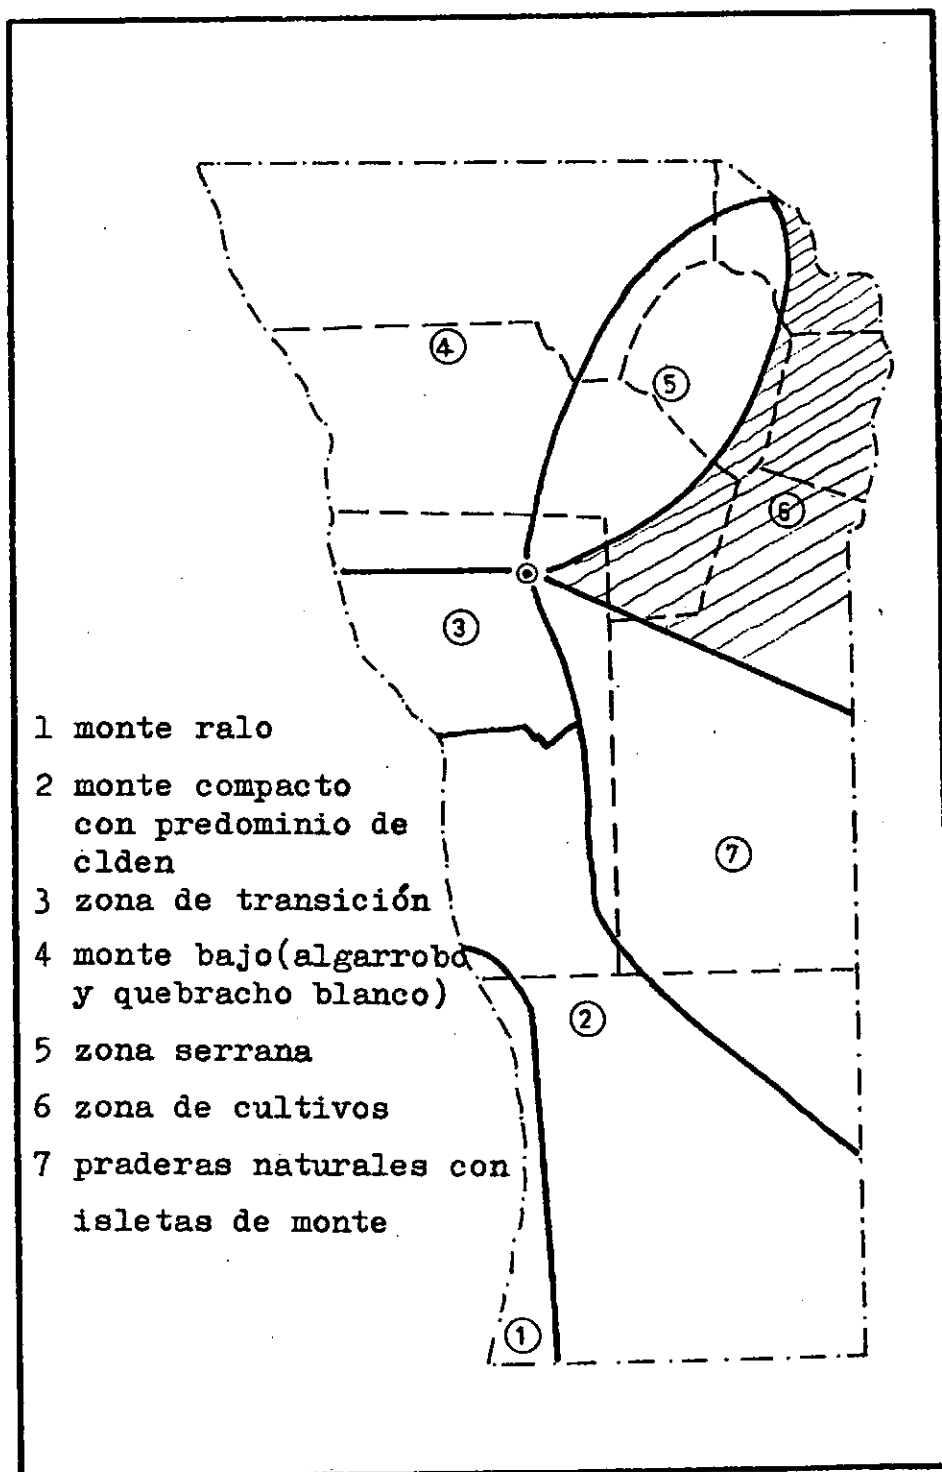 4
5
6
3
1 monte ralo
2 monte compacto
con predominio de
clden
3 zona de transición
4 monte bajo(algarrobo
y quebracho blanco)
5 zona serrana
6 zona de cultivos
7 praderas naturales con
isletas de monte
7
2
1